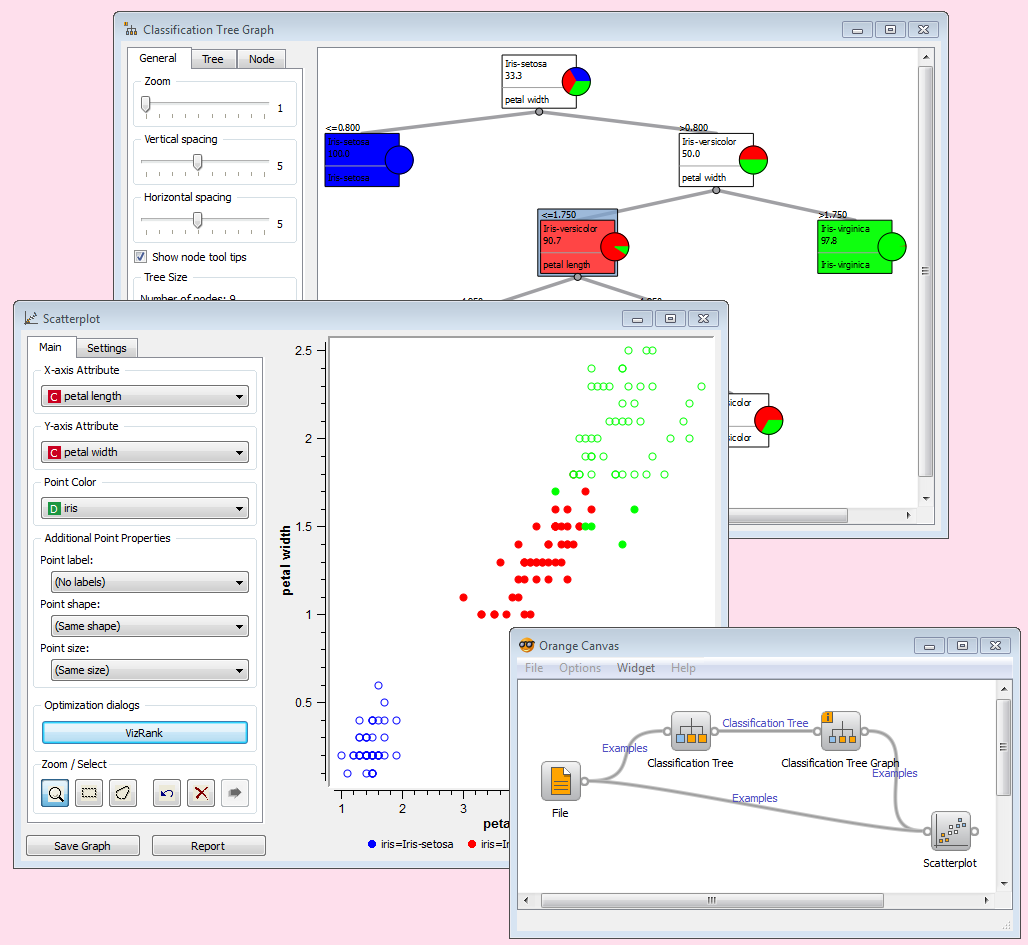 Classification Tree Graph
General
Tree
Node
Zoom
1
Vertical spacing
5
Horizontal spacing
5
Show node tool tips
Tree Size
Number of nodes: 9
Iris-setosa
33.3
petal width
<=0.800
Iris-setosa
100.0
Iris-setosa
>0.800
Iris-versicolor
50.0
petal width
<=1.750
Iris-versicolor
90.7
petal length
>1.750
Iris-virginica
97.8
Iris-virginica
Scatterplot
Main
Settings
X-axis Attribute
C petal length
Y-axis Attribute
C petal width
Point Color
D iris
Additional Point Properties
Point label:
(No labels)
Point shape:
(Same shape)
Point size:
(Same size)
Optimization dialogs
VizRank
Zoom / Select
Save Graph
Report
petal width
2.5
2
1.5
1
0.5
1
2
3
peta
iris=Iris-setosa
iris=Ir
sicolor
sicolor
Orange Canvas
File
Options
Widget
Help
Classification Tree
Examples
Classification Tree
Classification Tree Graph
Examples
File
Examples
Scatterplot